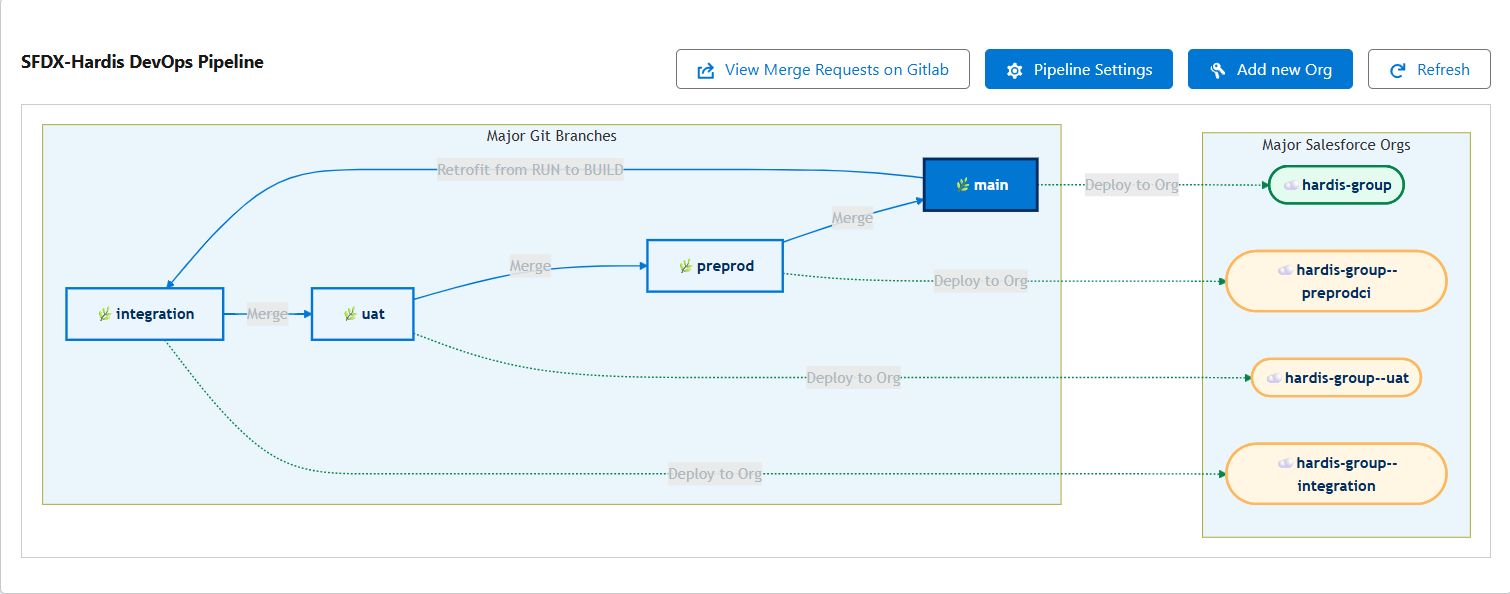 SFDX-Hardis DevOps Pipeline
View Merge Requests on Gitlab
Pipeline Settings
Add new Org
Refresh
Major Git Branches
Major Salesforce Orgs
Retrofit from RUN to BUILD
main
Deploy to Org
hardis-group
Merge
Merge
preprod
Deploy to Org
hardis-group--
preprodci
integration
Merge
uat
Deploy to Org
hardis-group--uat
Deploy to Org
hardis-group--
integration